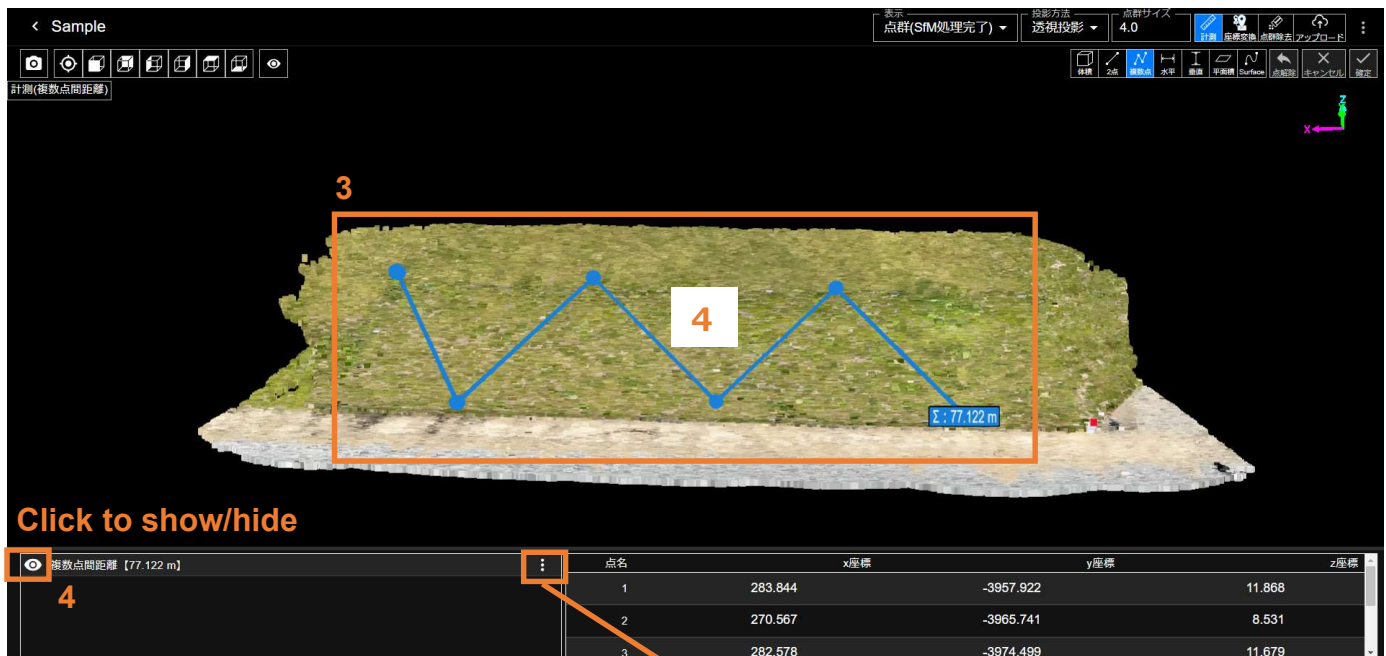 Sample
表示
点群(SfM処理完了)
投影方法
透視投影
点群サイズ
4.0
計測
座標変換
点群除去
アップロード
体積
2点
複数点
水平
垂直
平面積
Surface
点解除
キャンセル
確定
計測(複数点間距離)
Z
X
3
4
Σ : 77.122 m
Click to show/hide
複数点間距離【77.122 m】
4
点名 x座標 y座標 z座標
1 283.844 -3957.922 11.868
2 270.567 -3965.741 8.531
3 282.578 -3974.499 11.679